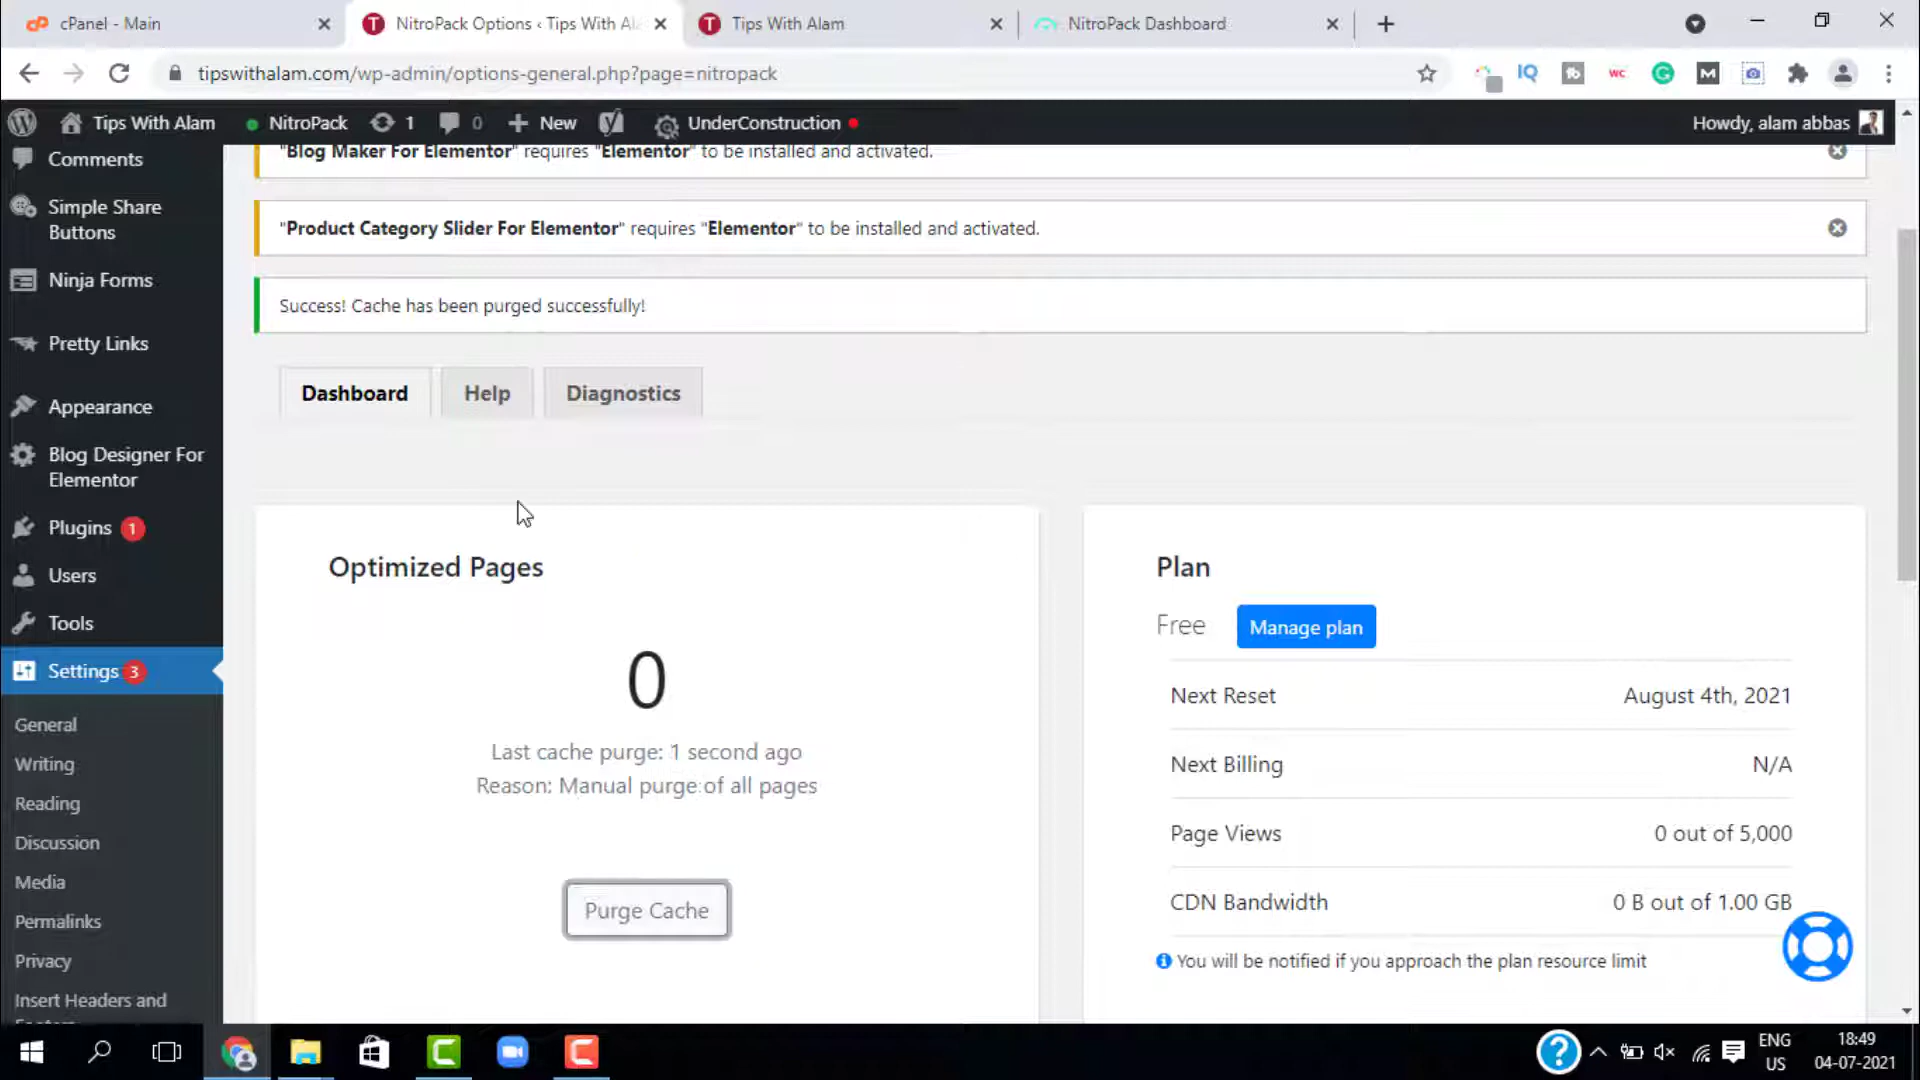 cPanel - Main
NitroPack Options ‹ Tips With Ala
Tips With Alam
NitroPack Dashboard
tipswithalam.com/wp-admin/options-general.php?page=nitropack
Tips With Alam
NitroPack
1
0
New
UnderConstruction
Howdy, alam abbas
Comments
Simple Share
Buttons
Ninja Forms
Pretty Links
Appearance
Blog Designer For
Elementor
Plugins 1
Users
Tools
Settings 3
General
Writing
Reading
Discussion
Media
Permalinks
Privacy
Insert Headers and
"Blog Maker For Elementor" requires "Elementor" to be installed and activated.
"Product Category Slider For Elementor" requires "Elementor" to be installed and activated.
Success! Cache has been purged successfully!
Dashboard
Help
Diagnostics
Optimized Pages
0
Last cache purge: 1 second ago
Reason: Manual purge of all pages
Purge Cache
Plan
Free
Manage plan
Next Reset August 4th, 2021
Next Billing N/A
Page Views 0 out of 5,000
CDN Bandwidth 0 B out of 1.00 GB
You will be notified if you approach the plan resource limit
ENG
US
18:49
04-07-2021